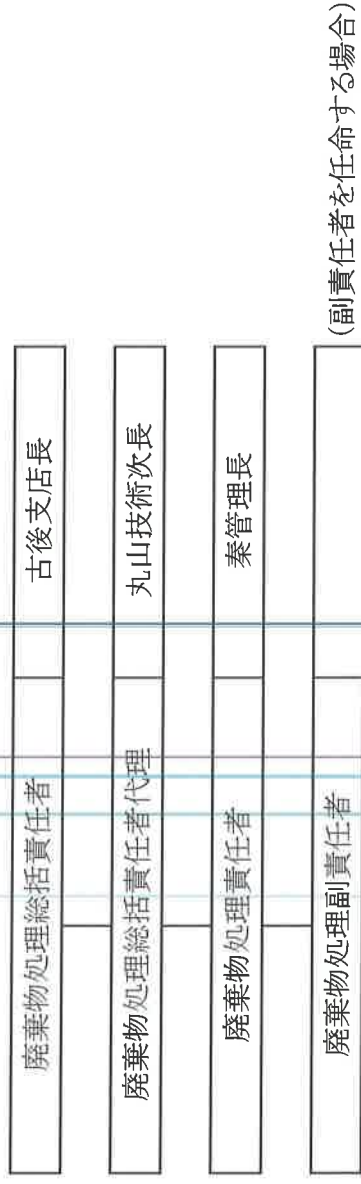 廃棄物処理総括責任者 古後支店長
廃棄物処理総括責任者代理 丸山技術次長
廃棄物処理責任者 秦管理長
廃棄物処理副責任者
(副責任者を任命する場合)